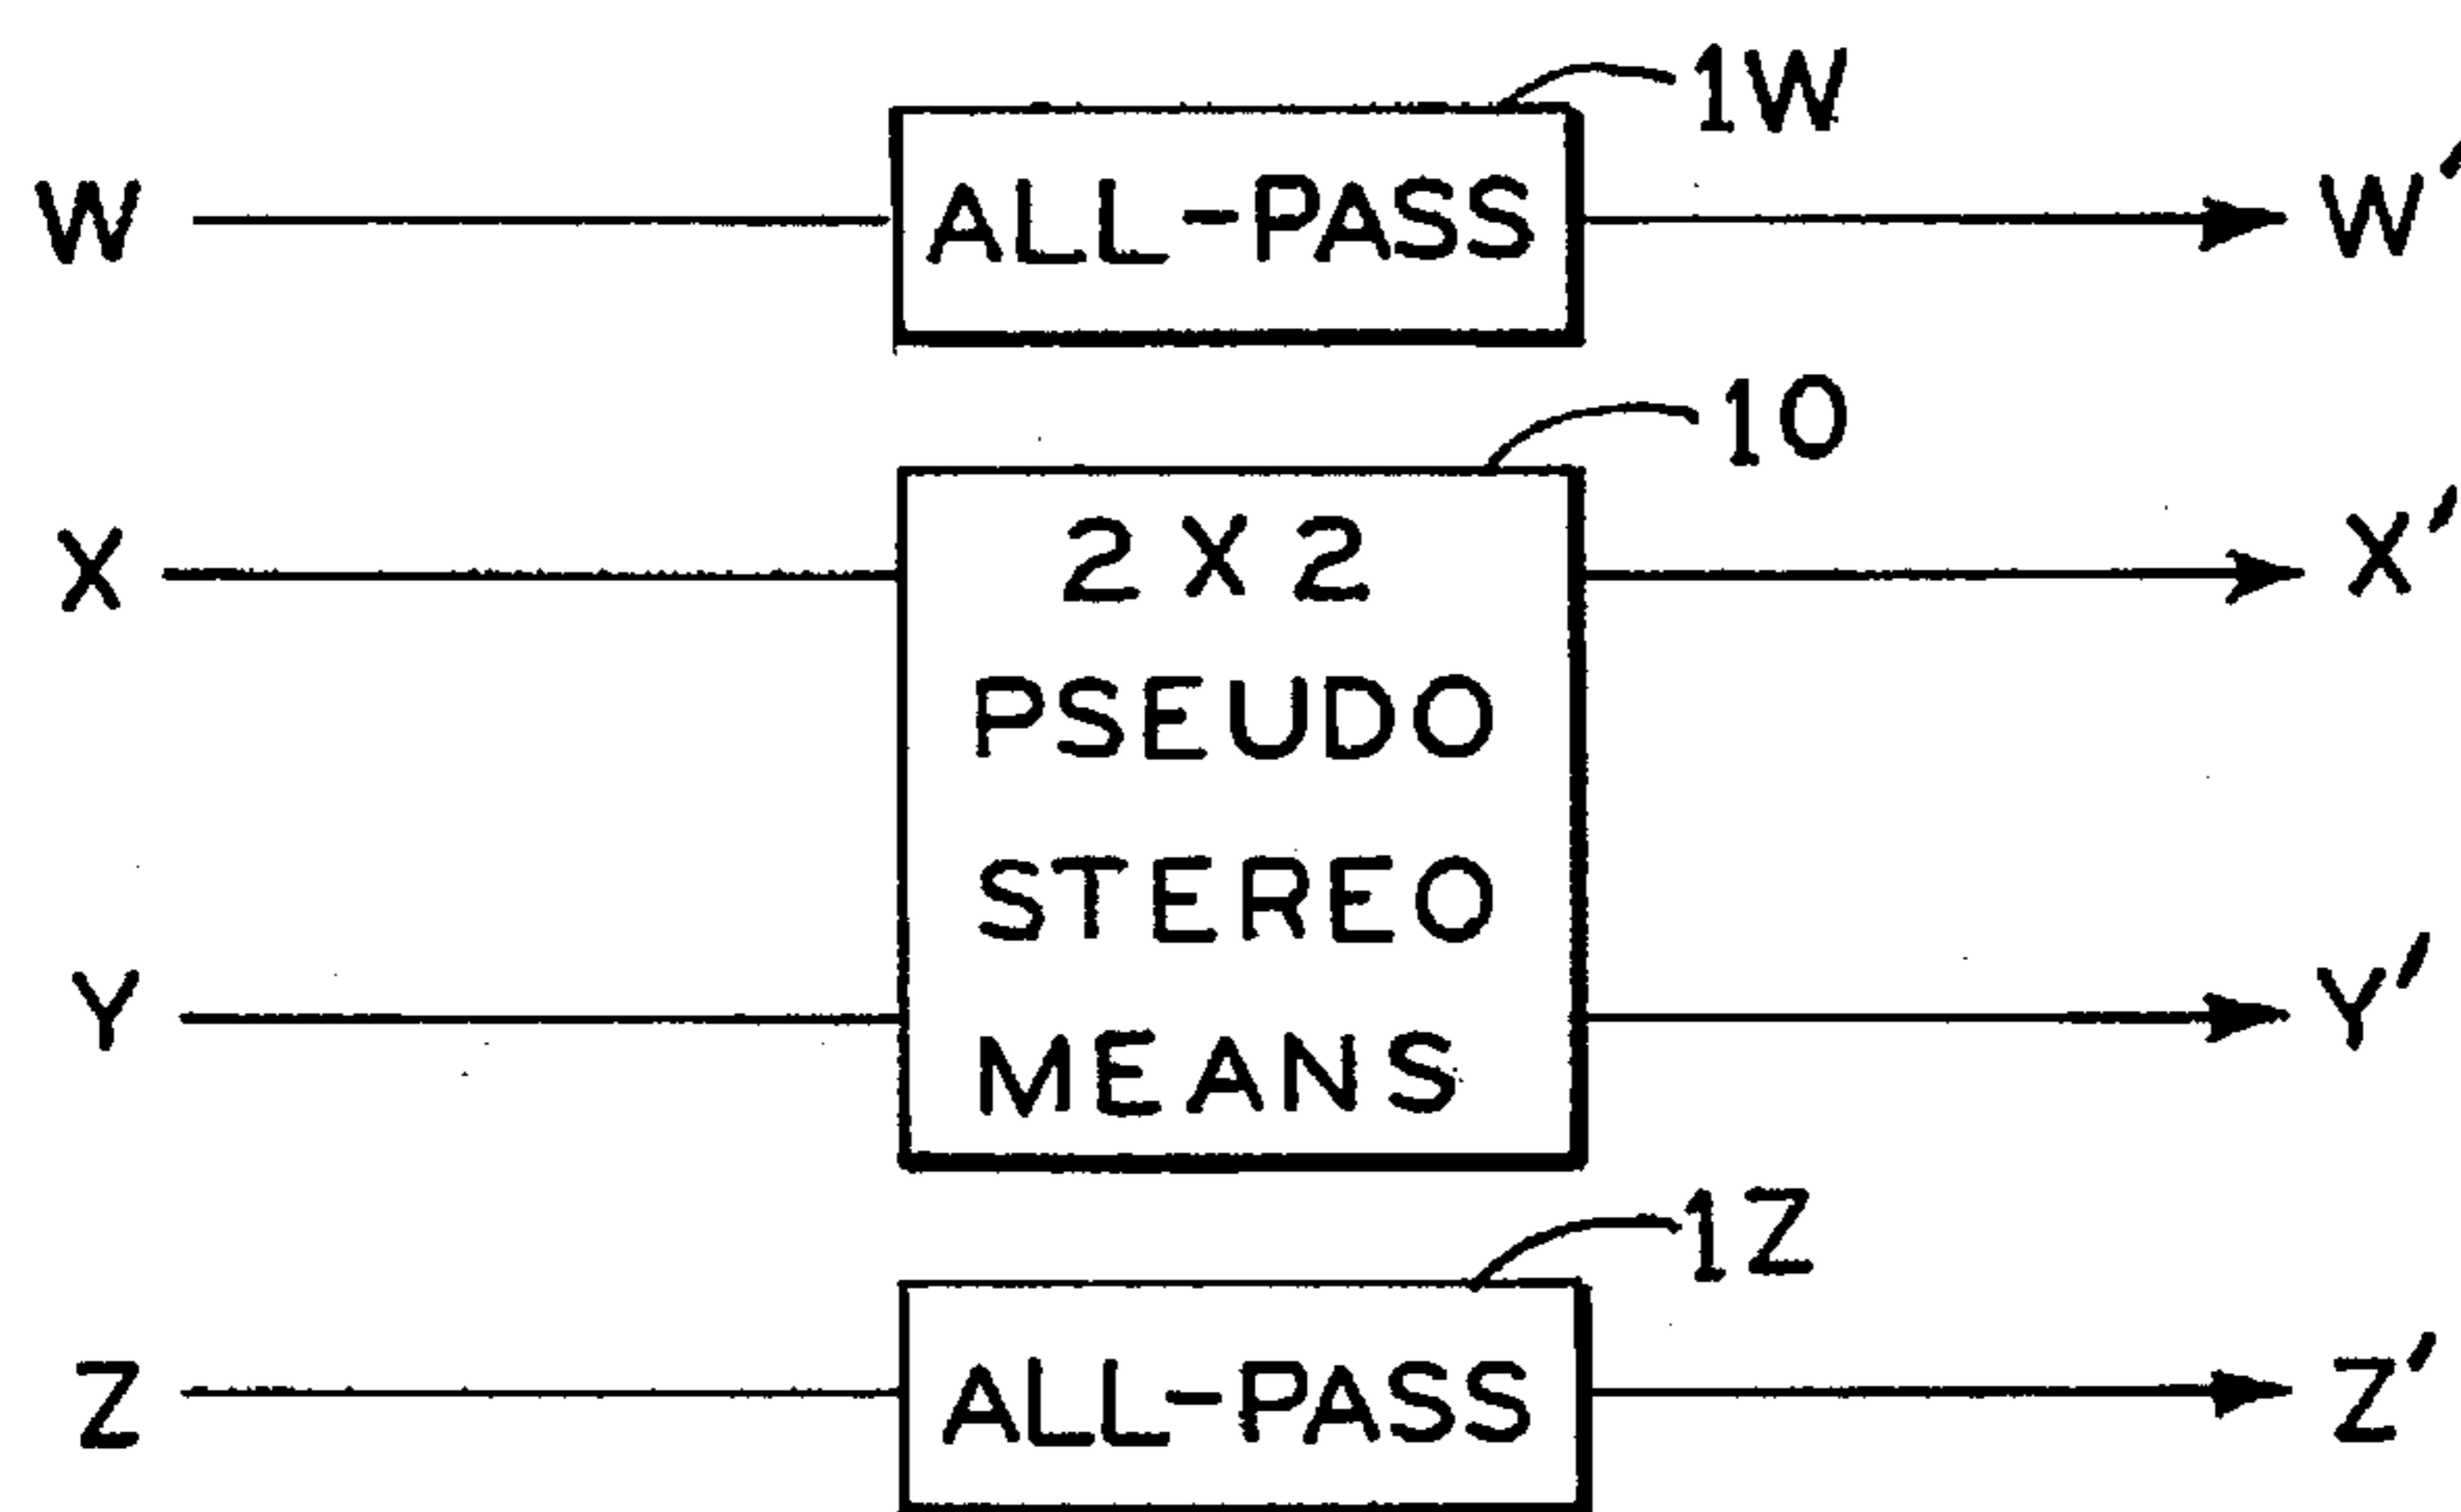 1W
W ALL-PASS W′
10
X 2 X 2 X′
PSEUDO
STEREO
Y MEANS Y′
1Z
Z ALL-PASS Z′